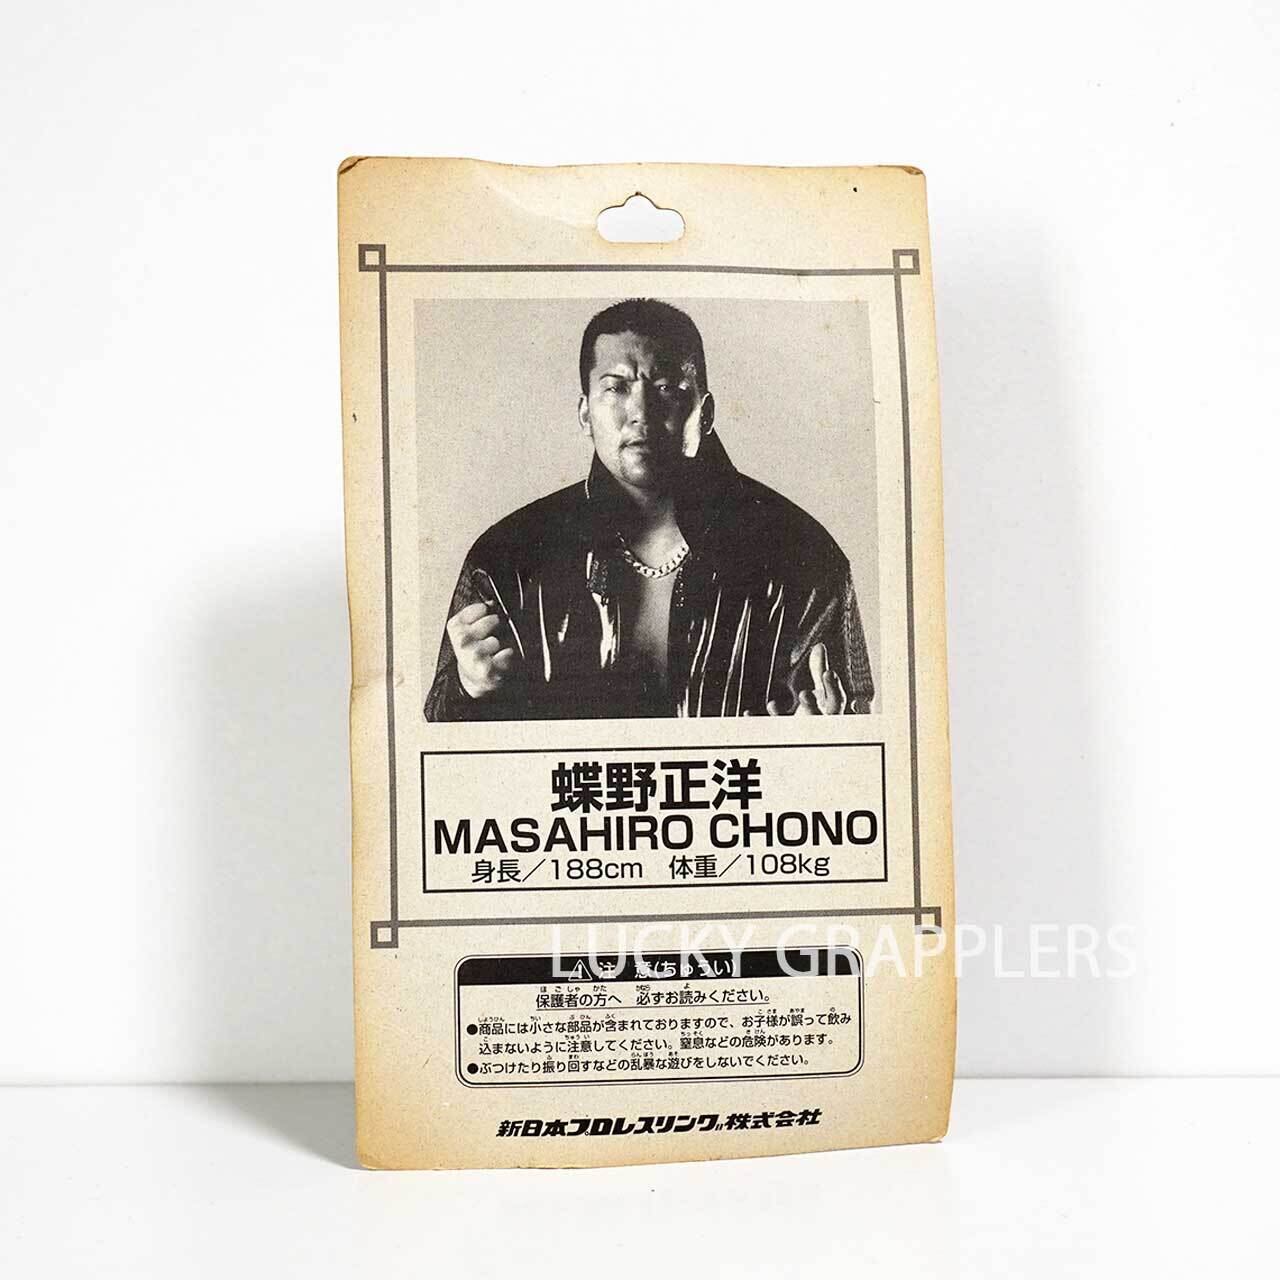 蝶野正洋
MASAHIRO CHONO
身長／188cm 体重／108kg
LUCKY GRAPPLERS
⚠注 意(ちゅうい)
保護者の方へ 必ずお読みください。
●商品には小さな部品が含まれておりますので、お子様が誤って飲み
込まないように注意してください。窒息などの危険があります。
●ぶつけたり振り回すなどの乱暴な遊びをしないでください。
新日本プロレスリング株式会社